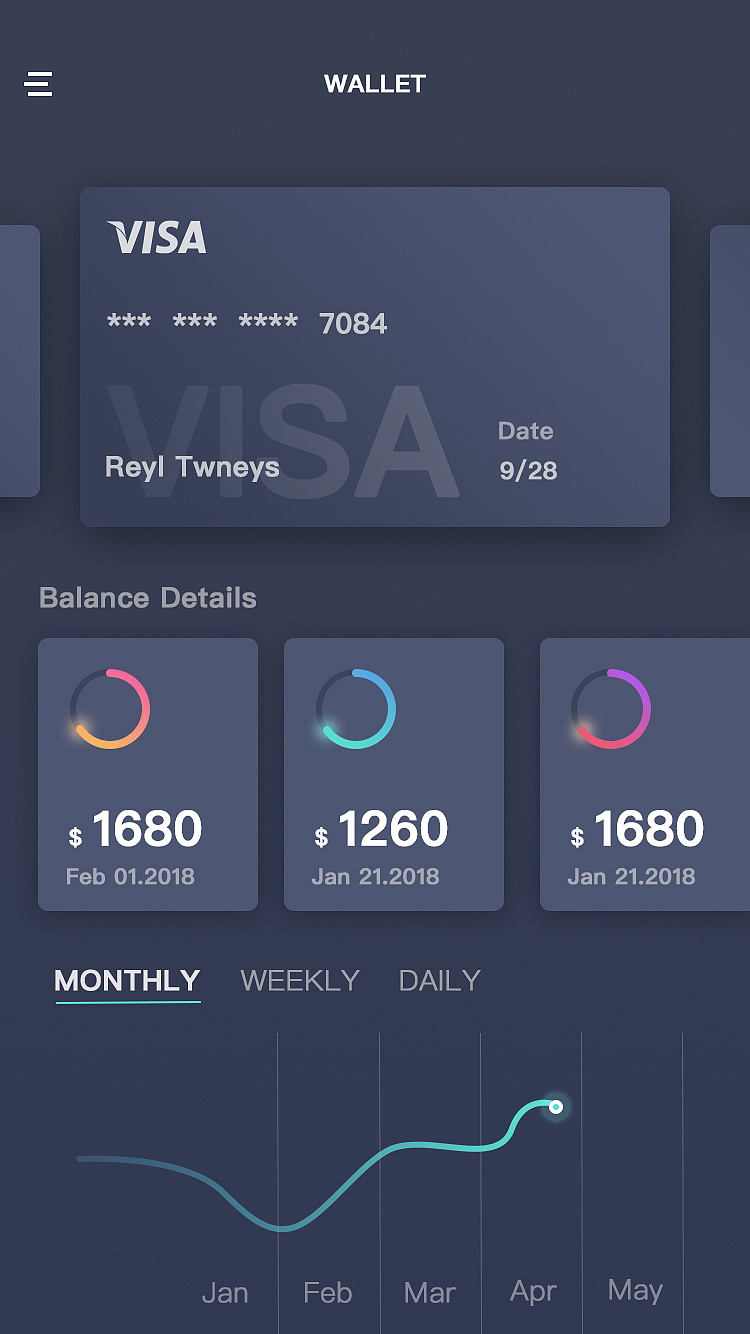 WALLET
VISA
*** *** **** 7084
VISA
Date
Reyl Twneys
9/28
Balance Details
$ 1680
Feb 01.2018
$ 1260
Jan 21.2018
$ 1680
Jan 21.2018
MONTHLY WEEKLY DAILY
Jan Feb Mar Apr May